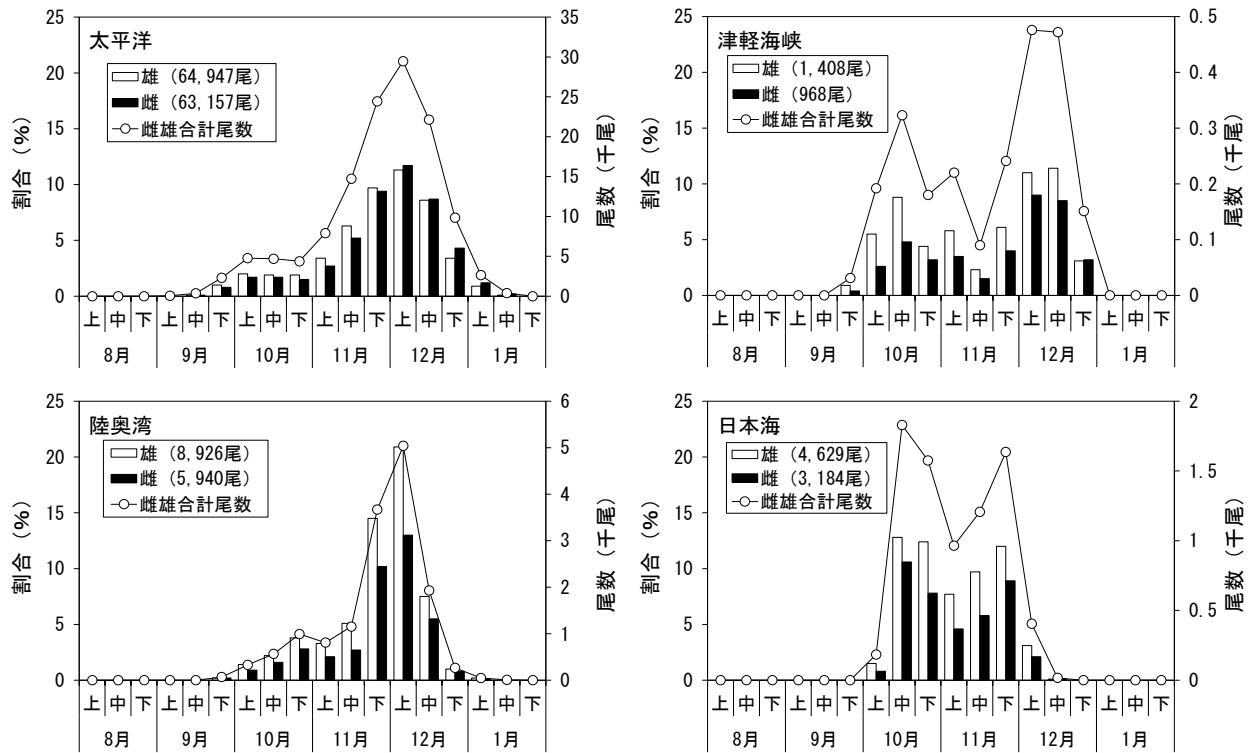 太平洋
雄（64,947尾）
雌（63,157尾）
雌雄合計尾数
割合（%）
尾数（千尾）
25
20
15
10
5
0
35
30
25
20
15
10
5
0
上 中 下 上 中 下 上 中 下 上 中 下 上 中 下 上 中 下
8月 9月 10月 11月 12月 1月
津軽海峡
雄（1,408尾）
雌（968尾）
雌雄合計尾数
割合（%）
尾数（千尾）
25
20
15
10
5
0
0.5
0.4
0.3
0.2
0.1
0
上 中 下 上 中 下 上 中 下 上 中 下 上 中 下 上 中 下
8月 9月 10月 11月 12月 1月
陸奥湾
雄（8,926尾）
雌（5,940尾）
雌雄合計尾数
割合（%）
尾数（千尾）
25
20
15
10
5
0
6
5
4
3
2
1
0
上 中 下 上 中 下 上 中 下 上 中 下 上 中 下 上 中 下
8月 9月 10月 11月 12月 1月
日本海
雄（4,629尾）
雌（3,184尾）
雌雄合計尾数
割合（%）
尾数（千尾）
25
20
15
10
5
0
2
1.5
1
0.5
0
上 中 下 上 中 下 上 中 下 上 中 下 上 中 下 上 中 下
8月 9月 10月 11月 12月 1月